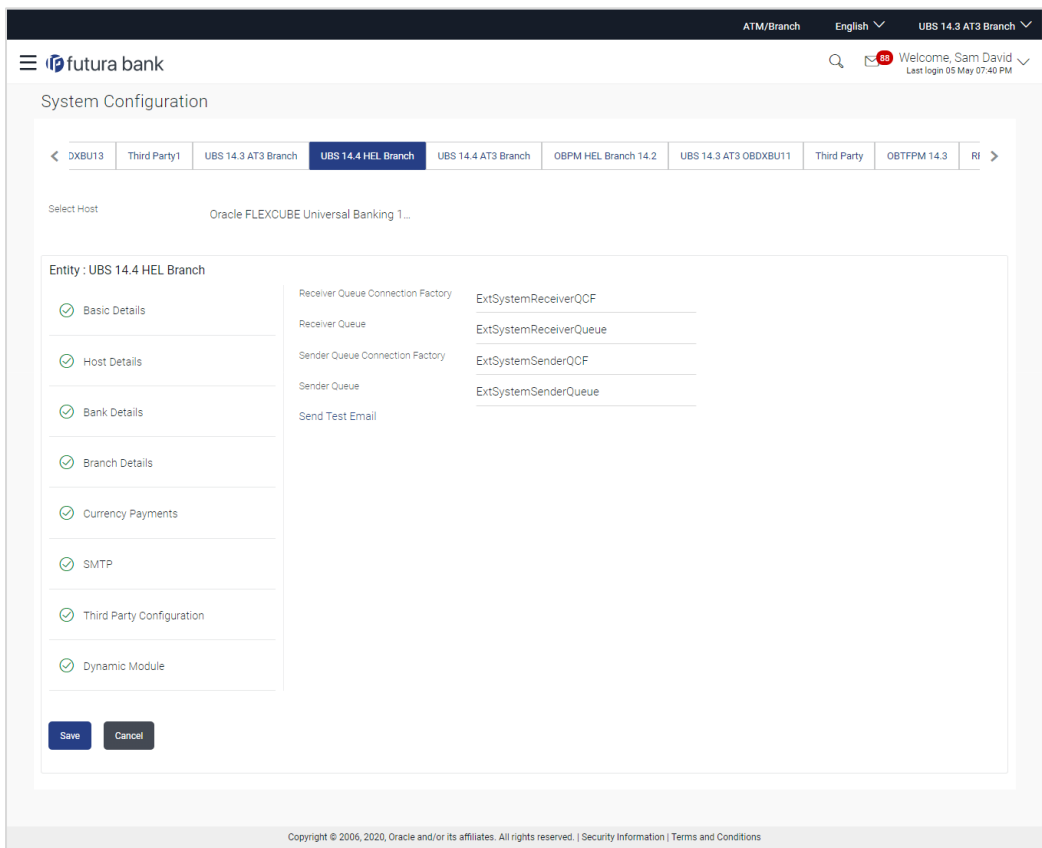 ATM/Branch English UBS 14.3 AT3 Branch
futura bank 88 Welcome, Sam David
Last login 05 May 07:40 PM
System Configuration
DXBU13 Third Party1 UBS 14.3 AT3 Branch UBS 14.4 HEL Branch UBS 14.4 AT3 Branch OBPM HEL Branch 14.2 UBS 14.3 AT3 OBDXBU11 Third Party OBTFPM 14.3
Select Host Oracle FLEXCUBE Universal Banking 1...
Entity : UBS 14.4 HEL Branch
Basic Details
Host Details
Bank Details
Branch Details
Currency Payments
SMTP
Third Party Configuration
Dynamic Module
Receiver Queue Connection Factory ExtSystemReceiverQCF
Receiver Queue ExtSystemReceiverQueue
Sender Queue Connection Factory ExtSystemSenderQCF
Sender Queue ExtSystemSenderQueue
Send Test Email
Save Cancel
Copyright © 2006, 2020, Oracle and/or its affiliates. All rights reserved. | Security Information | Terms and Conditions